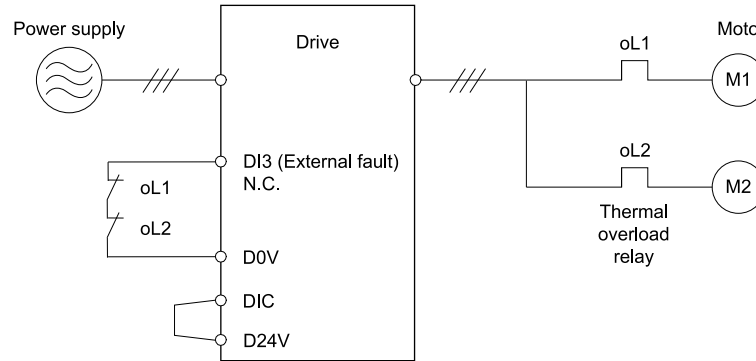 Power supply
Drive
oL1
Moto
M1
DI3 (External fault)
N.C.
oL1
oL2
oL2
M2
Thermal
overload
relay
D0V
DIC
D24V